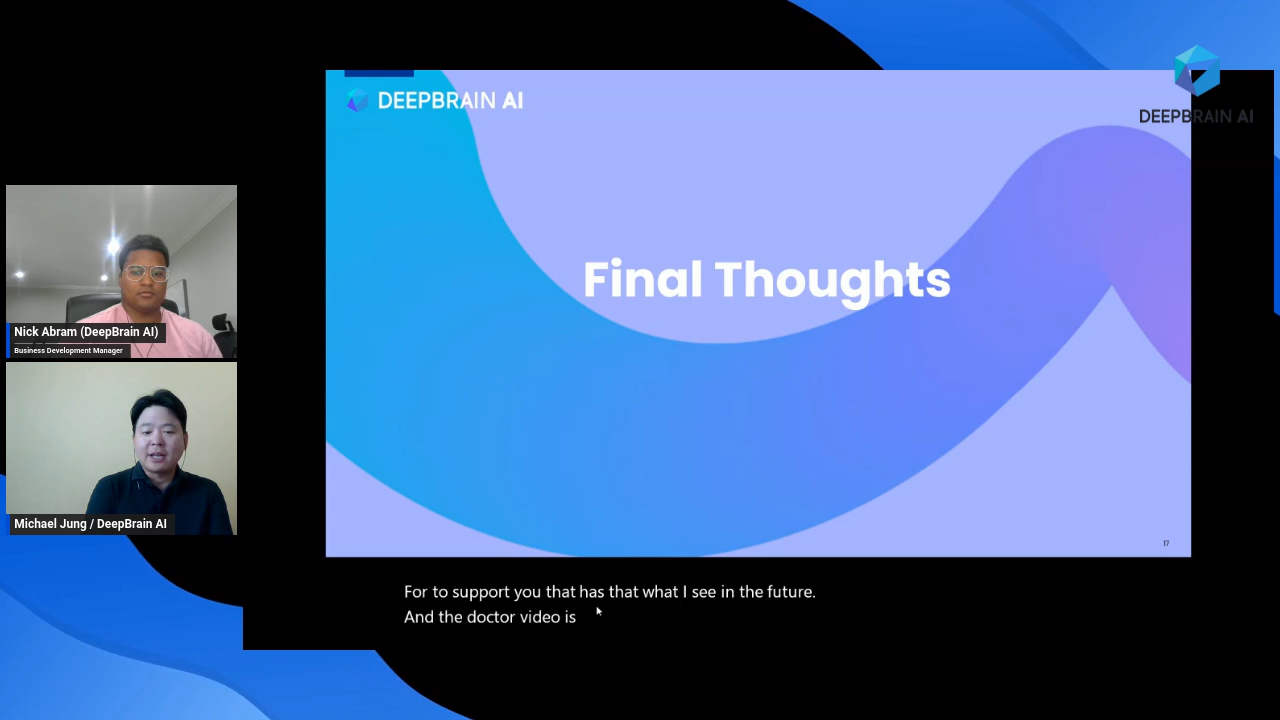 DEEPBRAIN AI
DEEPBRAIN AI
Final Thoughts
Nick Abram (DeepBrain AI)
Business Development Manager
Michael Jung / DeepBrain AI
17
For to support you that has that what I see in the future.
And the doctor video is